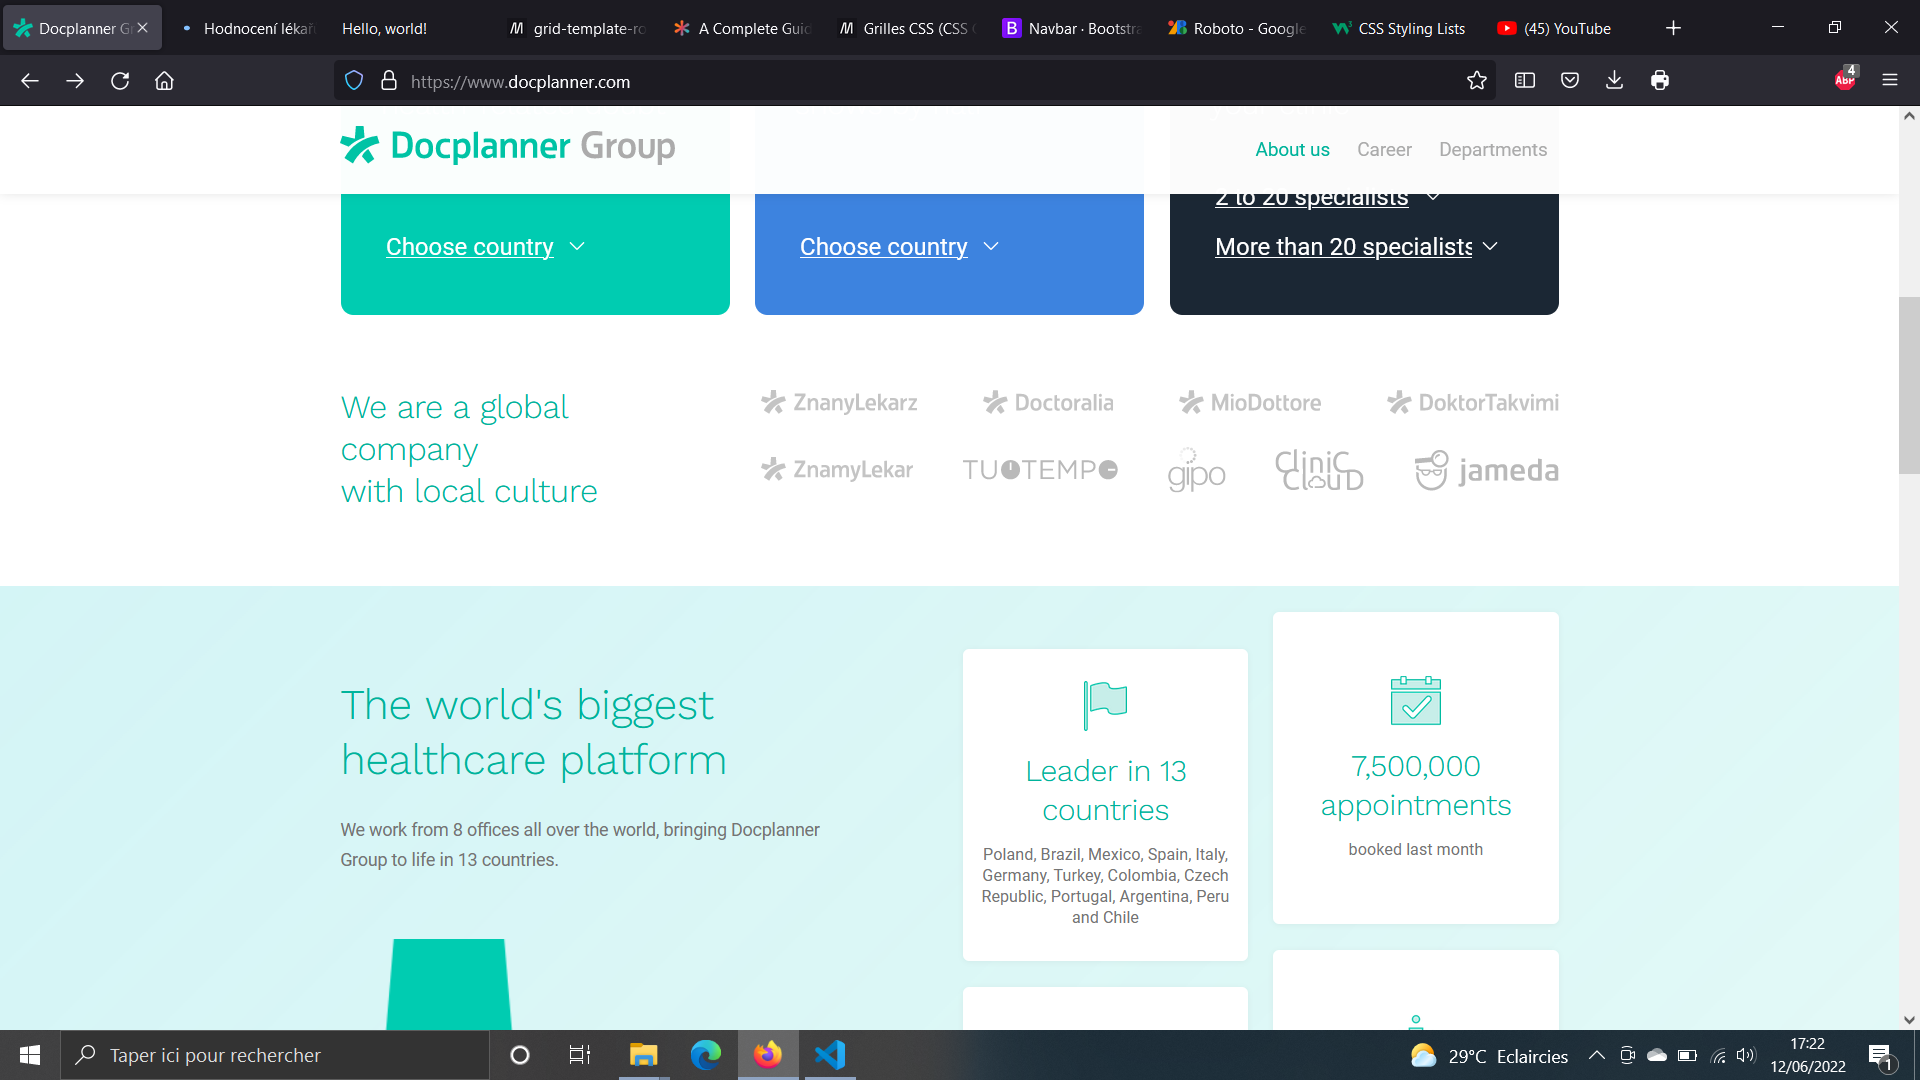 Docplanner Gr
Hodnocení lékař
Hello, world!
grid-template-ro
A Complete Guid
Grilles CSS (CSS G
Navbar · Bootstra
Roboto - Google
CSS Styling Lists
(45) YouTube
https://www.docplanner.com
ABP
4
Docplanner Group
About us
Career
Departments
2 to 20 specialists
Choose country
Choose country
More than 20 specialists
We are a global
company
with local culture
ZnanyLekarz
Doctoralia
MioDottore
DoktorTakvimi
ZnamyLekar
TUOTEMPO
gipo
CliniC
ClouD
jameda
The world's biggest
healthcare platform
We work from 8 offices all over the world, bringing Docplanner
Group to life in 13 countries.
Leader in 13
countries
Poland, Brazil, Mexico, Spain, Italy,
Germany, Turkey, Colombia, Czech
Republic, Portugal, Argentina, Peru
and Chile
7,500,000
appointments
booked last month
Taper ici pour rechercher
29°C Eclaircies
17:22
12/06/2022
1